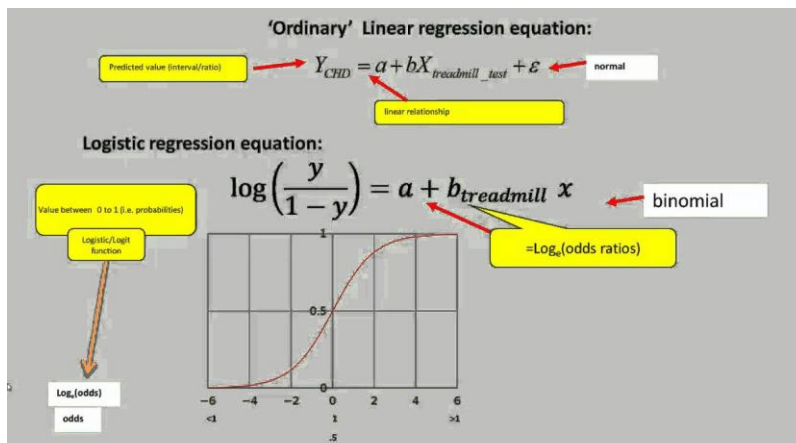 ‘Ordinary’ Linear regression equation:
Predicted value (interval/ratio)
Y_CHD = a + bX_treadmill_test + ε
normal
linear relationship
Logistic regression equation:
log(y/(1 − y)) = a + b_treadmill x
binomial
Value between 0 to 1 (i.e. probabilities)
Logistic/Logit
function
=Logₑ(odds ratios)
1
0.5
0
−6 −4 −2 0 2 4 6
<1 1 >1
.5
Logₑ(odds)
odds